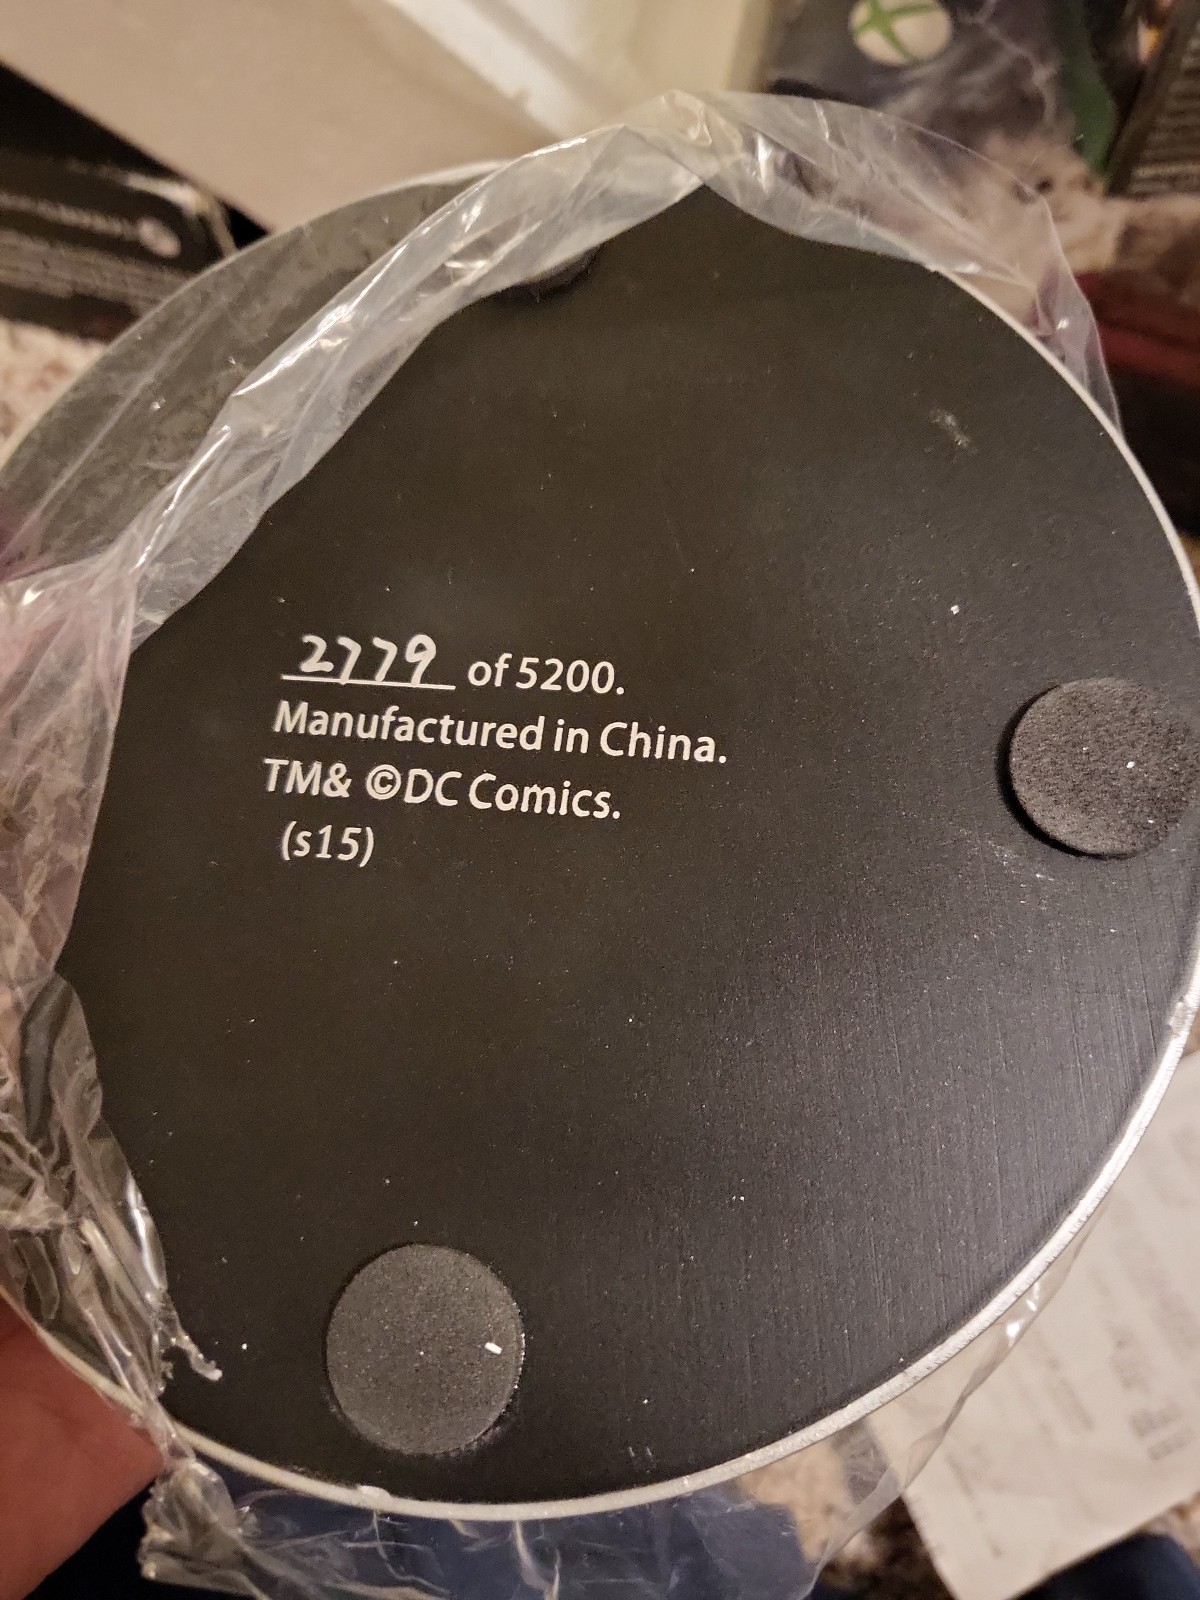 2779 of 5200.
Manufactured in China.
TM& ©DC Comics.
(s15)